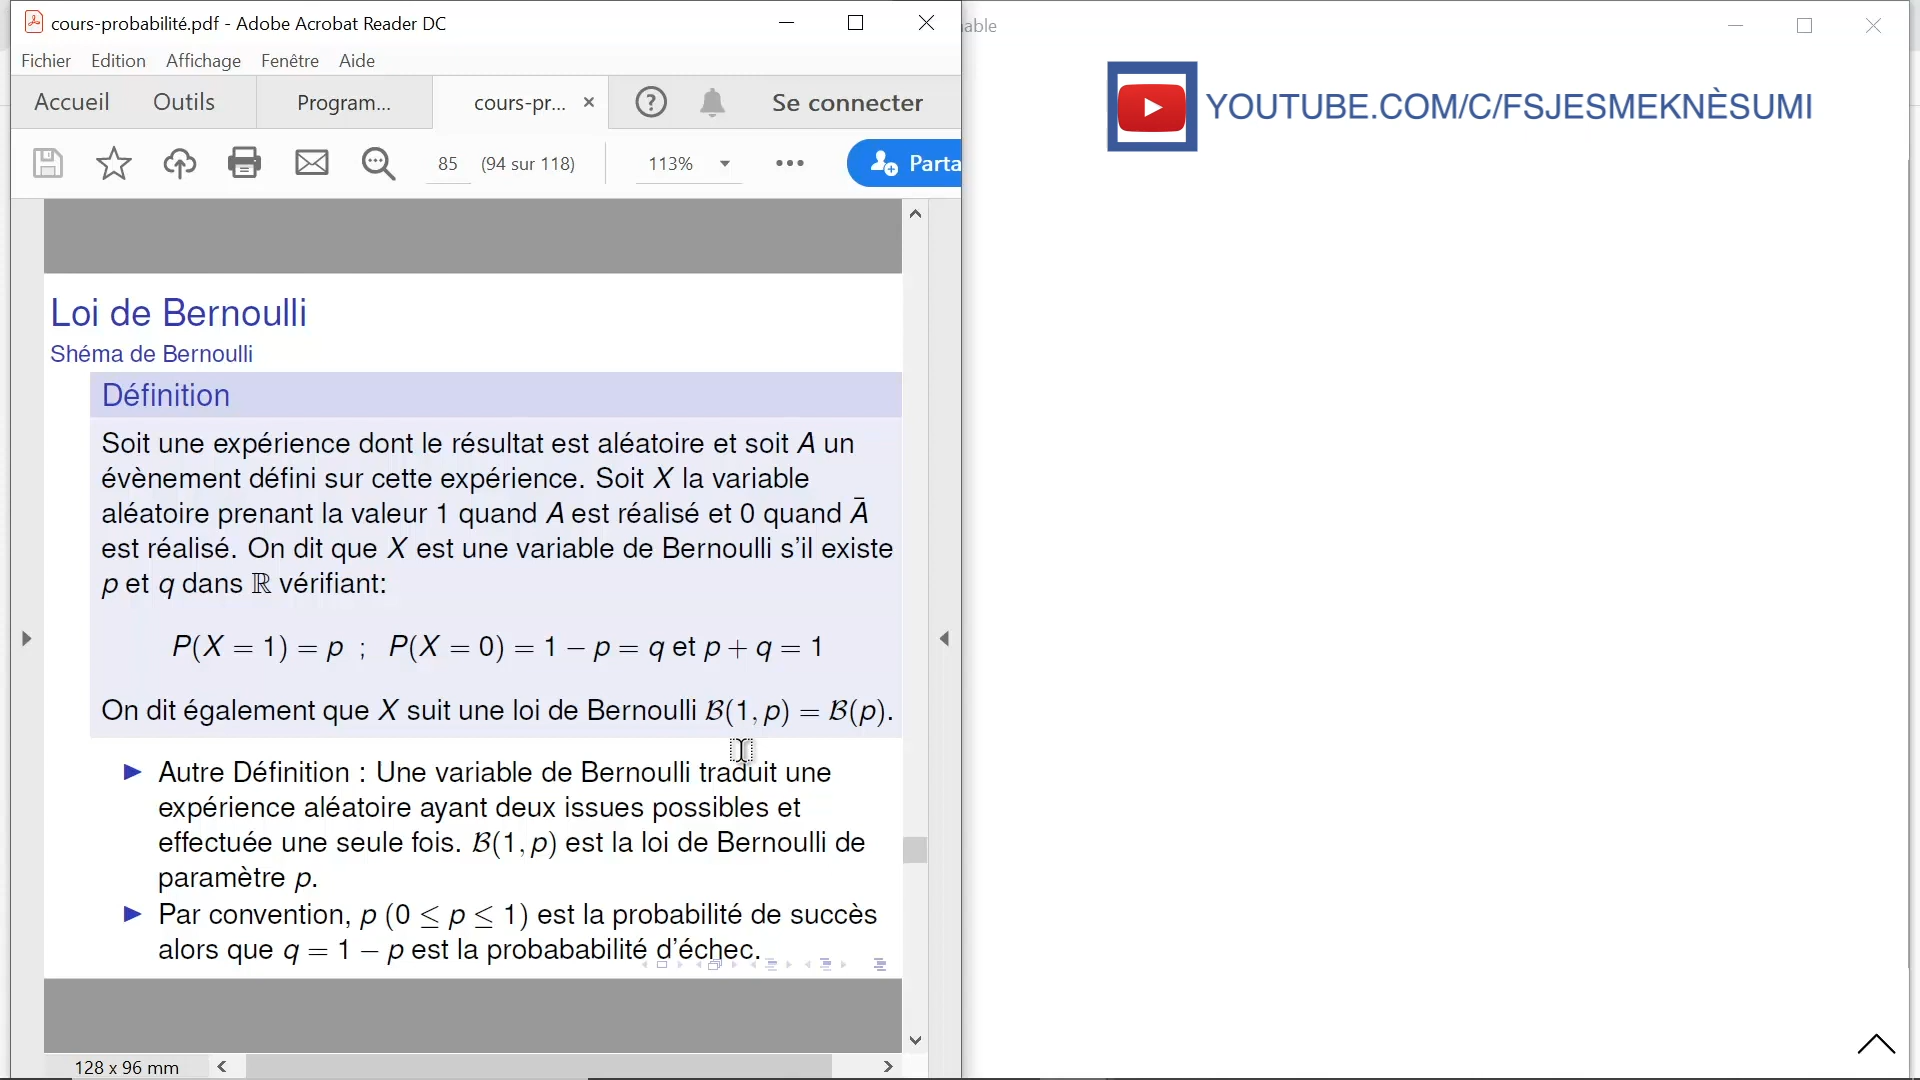 cours-probabilité.pdf - Adobe Acrobat Reader DC
able
Fichier Edition Affichage Fenêtre Aide
Accueil Outils Program... cours-pr... × ? Se connecter
YOUTUBE.COM/C/FSJESMEKNÈSUMI
85 (94 sur 118) 113% Parta
Loi de Bernoulli
Shéma de Bernoulli
Définition
Soit une expérience dont le résultat est aléatoire et soit A un
évènement défini sur cette expérience. Soit X la variable
aléatoire prenant la valeur 1 quand A est réalisé et 0 quand Ā
est réalisé. On dit que X est une variable de Bernoulli s'il existe
p et q dans ℝ vérifiant:
P(X = 1) = p ; P(X = 0) = 1 − p = q et p + q = 1
On dit également que X suit une loi de Bernoulli ℬ(1, p) = ℬ(p).
▶ Autre Définition : Une variable de Bernoulli traduit une
expérience aléatoire ayant deux issues possibles et
effectuée une seule fois. ℬ(1, p) est la loi de Bernoulli de
paramètre p.
▶ Par convention, p (0 ≤ p ≤ 1) est la probabilité de succès
alors que q = 1 − p est la probabability d'échec.
128 x 96 mm